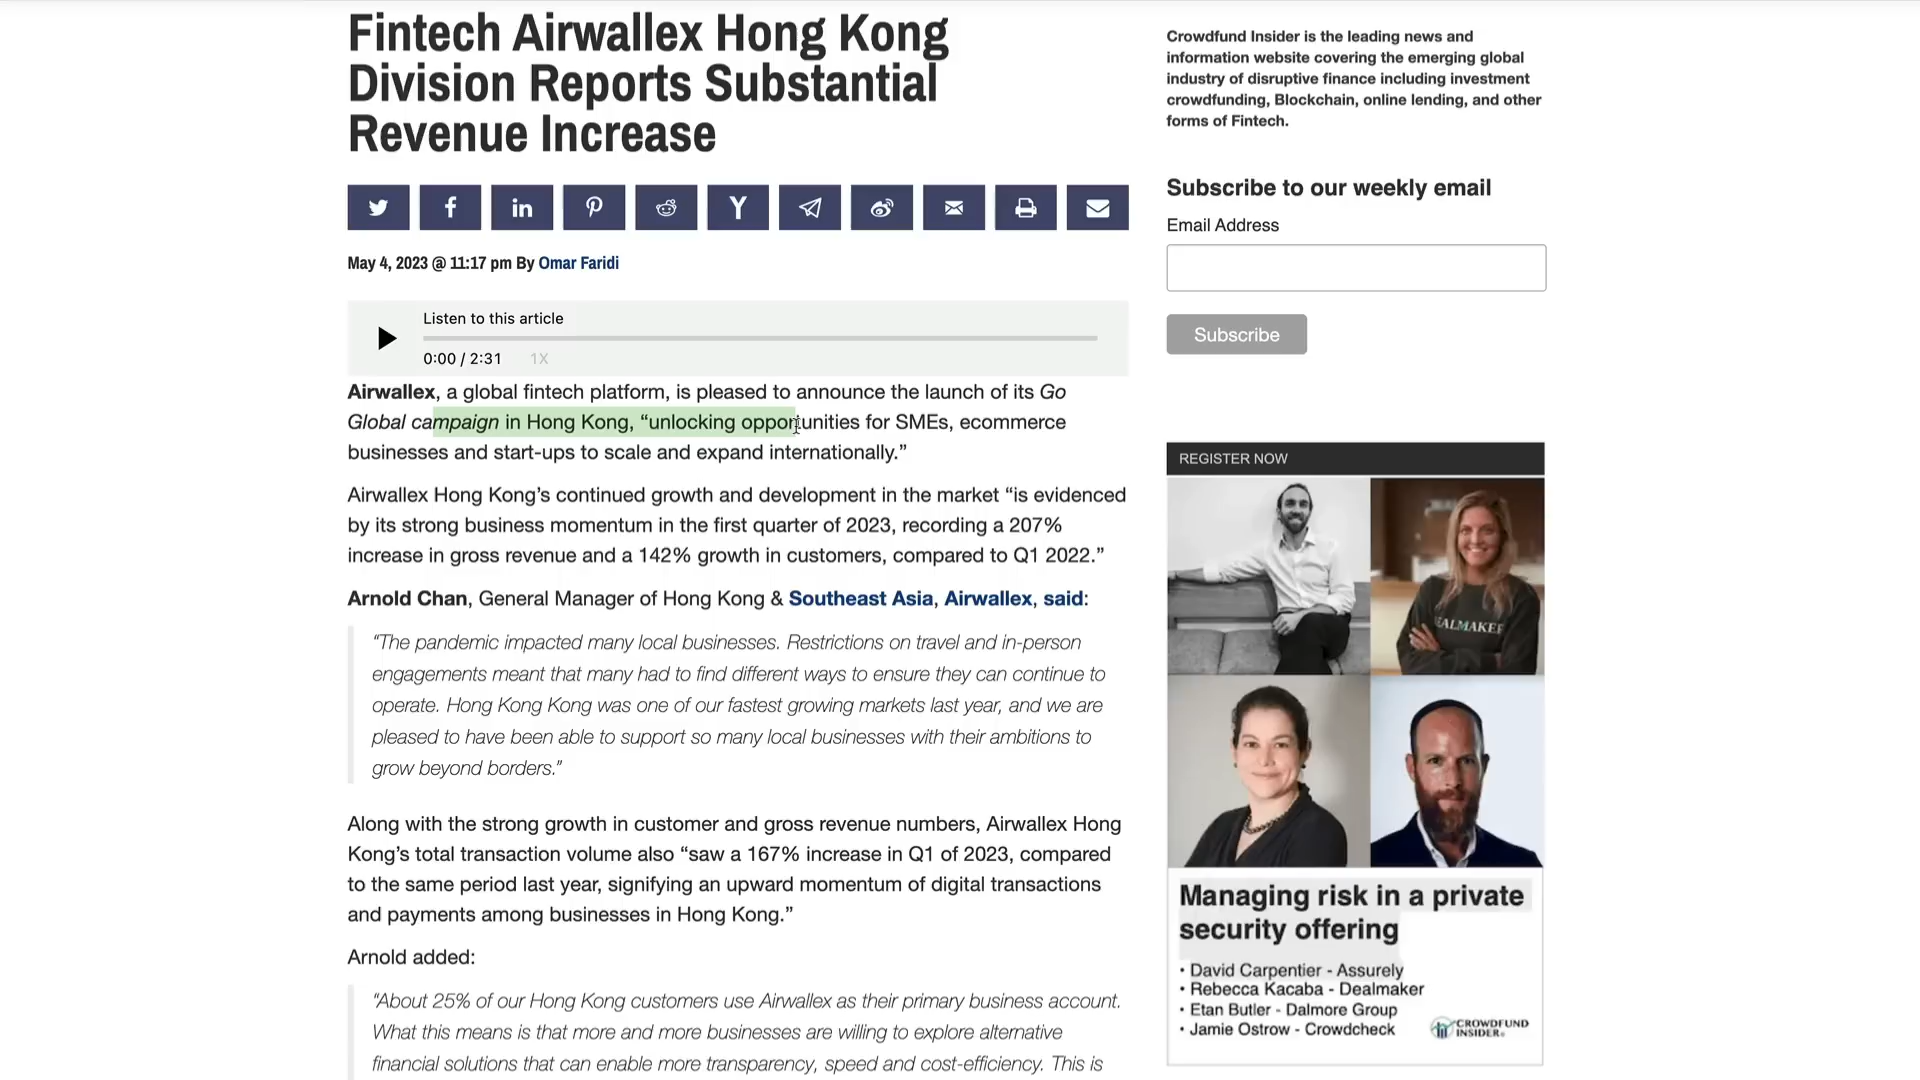 Fintech Airwallex Hong Kong
Division Reports Substantial
Revenue Increase
May 4, 2023 @ 11:17 pm By Omar Faridi
Listen to this article
0:00 / 2:31 1X
Airwallex, a global fintech platform, is pleased to announce the launch of its Go
Global campaign in Hong Kong, “unlocking opportunities for SMEs, ecommerce
businesses and start-ups to scale and expand internationally.”
Airwallex Hong Kong’s continued growth and development in the market “is evidenced
by its strong business momentum in the first quarter of 2023, recording a 207%
increase in gross revenue and a 142% growth in customers, compared to Q1 2022.”
Arnold Chan, General Manager of Hong Kong & Southeast Asia, Airwallex, said:
“The pandemic impacted many local businesses. Restrictions on travel and in-person
engagements meant that many had to find different ways to ensure they can continue to
operate. Hong Kong Kong was one of our fastest growing markets last year, and we are
pleased to have been able to support so many local businesses with their ambitions to
grow beyond borders.”
Along with the strong growth in customer and gross revenue numbers, Airwallex Hong
Kong’s total transaction volume also “saw a 167% increase in Q1 of 2023, compared
to the same period last year, signifying an upward momentum of digital transactions
and payments among businesses in Hong Kong.”
Arnold added:
“About 25% of our Hong Kong customers use Airwallex as their primary business account.
What this means is that more and more businesses are willing to explore alternative
financial solutions that can enable more transparency, speed and cost-efficiency. This is
Crowdfund Insider is the leading news and
information website covering the emerging global
industry of disruptive finance including investment
crowdfunding, Blockchain, online lending, and other
forms of Fintech.
Subscribe to our weekly email
Email Address
Subscribe
REGISTER NOW
EALMAKER
Managing risk in a private
security offering
• David Carpentier - Assurely
• Rebecca Kacaba - Dealmaker
• Etan Butler - Dalmore Group
• Jamie Ostrow - Crowdcheck
CROWDFUND
INSIDER